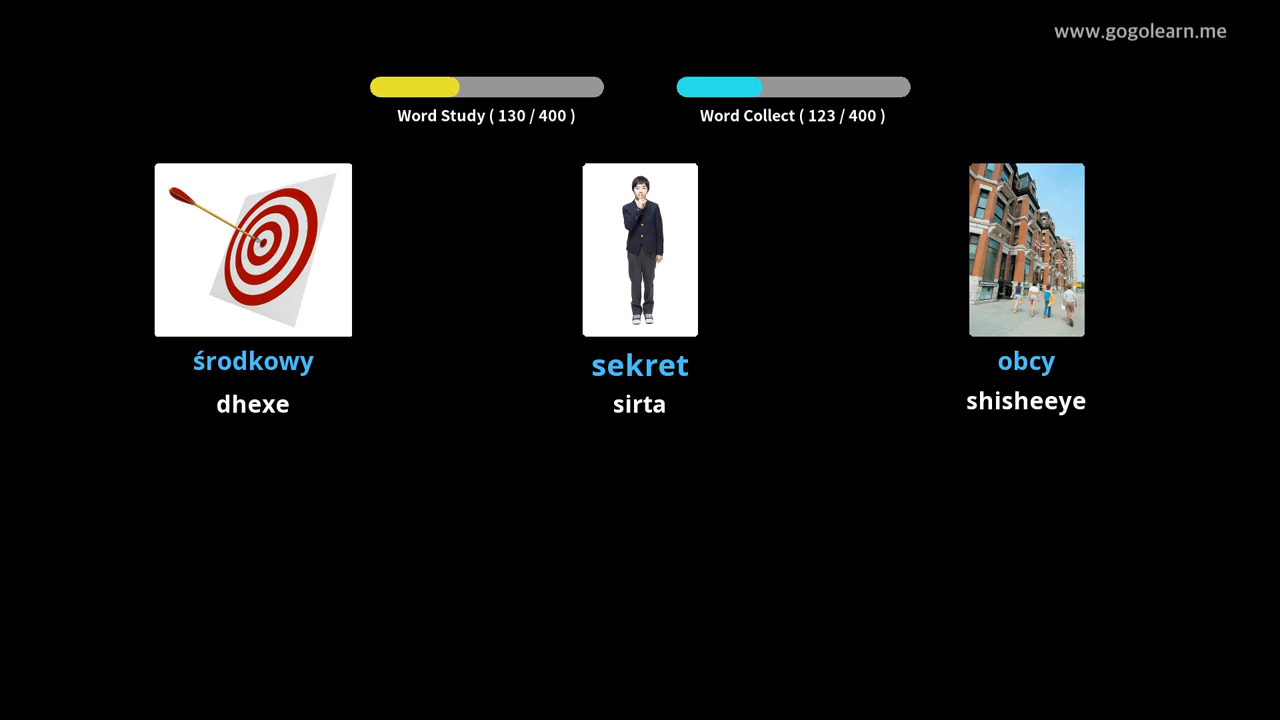 www.gogolearn.me
Word Study ( 130 / 400 )
Word Collect ( 123 / 400 )
środkowy
sekret
obcy
dhexe
sirta
shisheeye